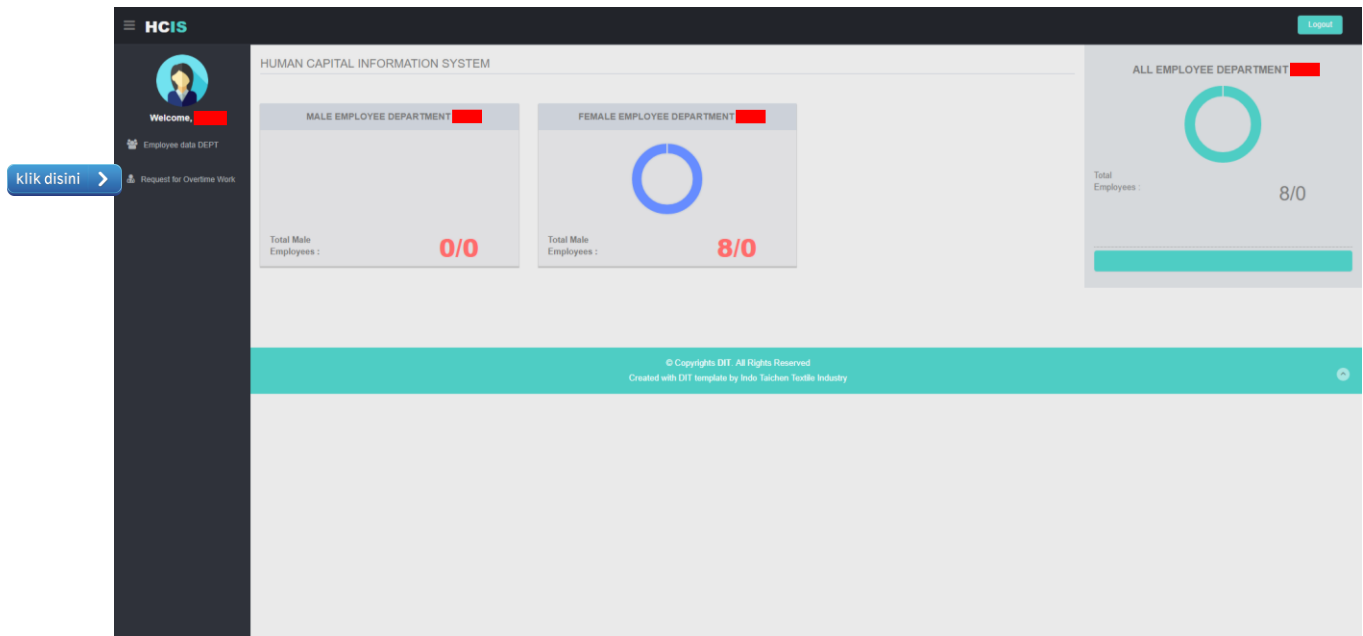 HCIS
Logout
Welcome,
Employee data DEPT
klik disini
Request for Overtime Work
HUMAN CAPITAL INFORMATION SYSTEM
MALE EMPLOYEE DEPARTMENT
Total Male
Employees :
0/0
FEMALE EMPLOYEE DEPARTMENT
Total Male
Employees :
8/0
ALL EMPLOYEE DEPARTMENT
Total
Employees :
8/0
© Copyrights DIT. All Rights Reserved
Created with DIT template by Indo Taichen Textile Industry